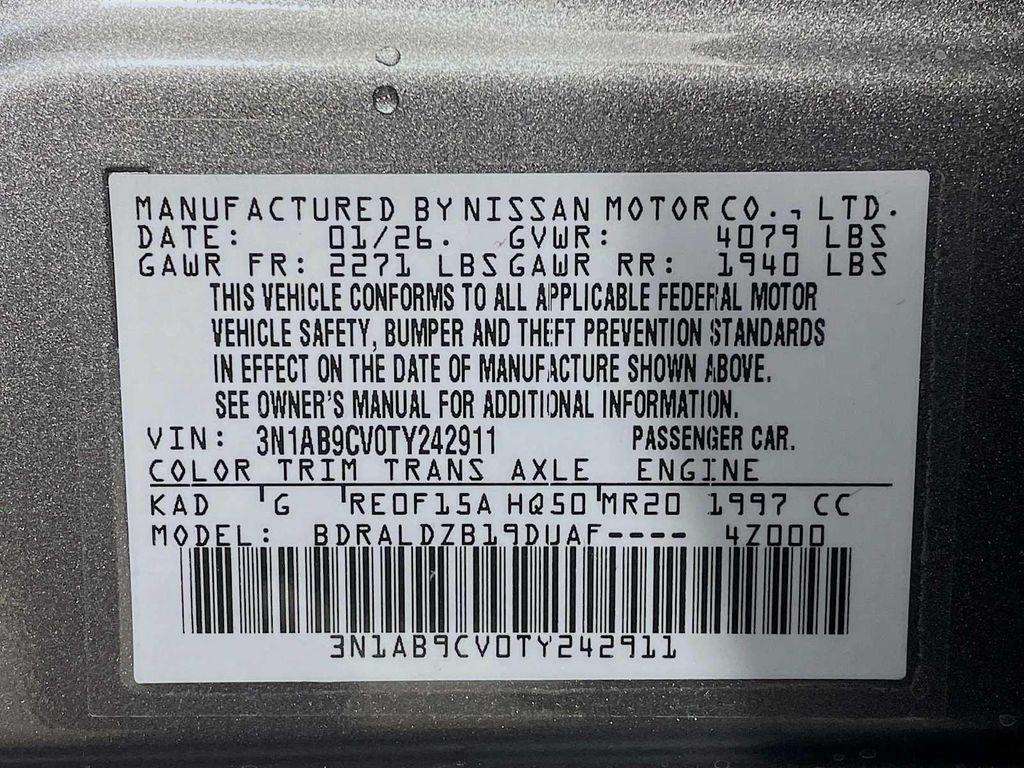 MANUFACTURED BY NISSAN MOTOR CO., LTD.
DATE: 01/26. GVWR: 4079 LBS
GAWR FR: 2271 LBS GAWR RR: 1940 LBS
THIS VEHICLE CONFORMS TO ALL APPLICABLE FEDERAL MOTOR
VEHICLE SAFETY, BUMPER AND THEFT PREVENTION STANDARDS
IN EFFECT ON THE DATE OF MANUFACTURE SHOWN ABOVE.
SEE OWNER'S MANUAL FOR ADDITIONAL INFORMATION.
VIN: 3N1AB9CV0TY242911 PASSENGER CAR.
COLOR TRIM TRANS AXLE ENGINE
KAD G RE0F15A HQ50 MR20 1997 CC
MODEL: BDRALDZB19DUAF---- 4Z000
3N1AB9CV0TY242911